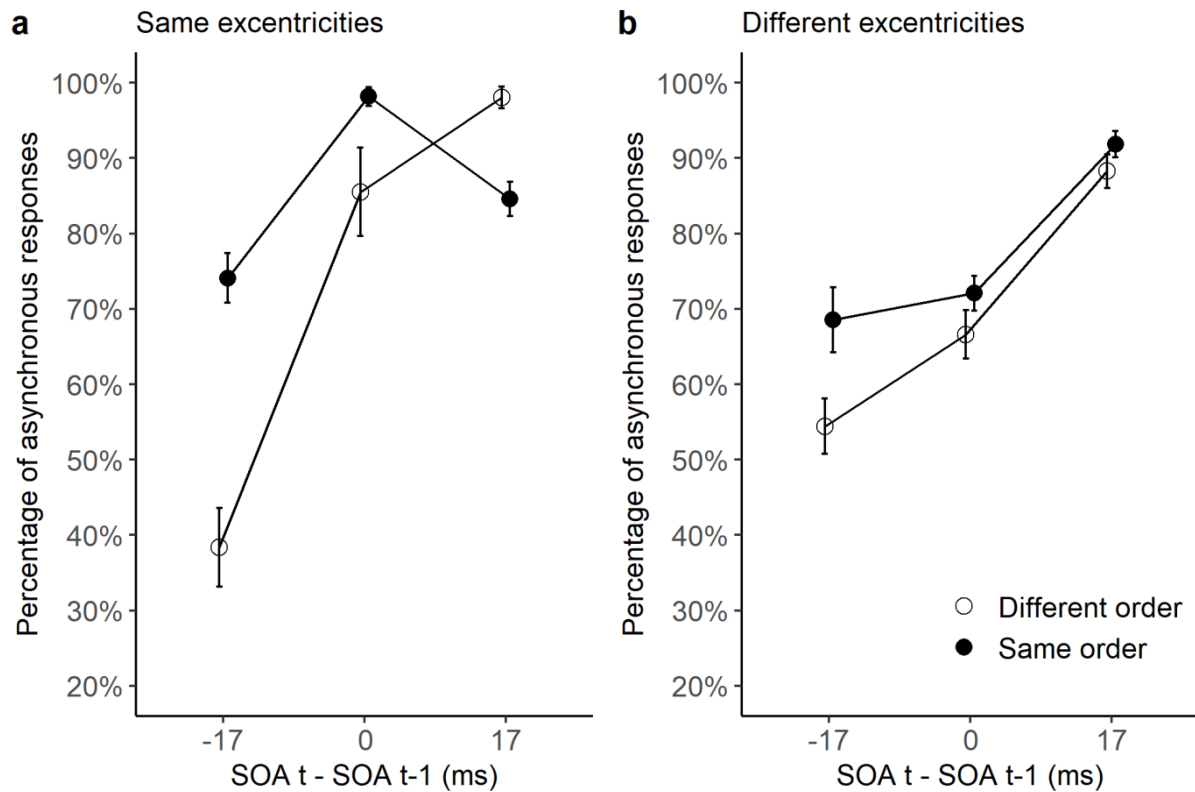 a Same excentricities
Percentage of asynchronous responses
100%
90%
80%
70%
60%
50%
40%
30%
20%
-17 0 17
SOA t - SOA t-1 (ms)
b Different excentricities
Percentage of asynchronous responses
100%
90%
80%
70%
60%
50%
40%
30%
20%
Different order
Same order
-17 0 17
SOA t - SOA t-1 (ms)